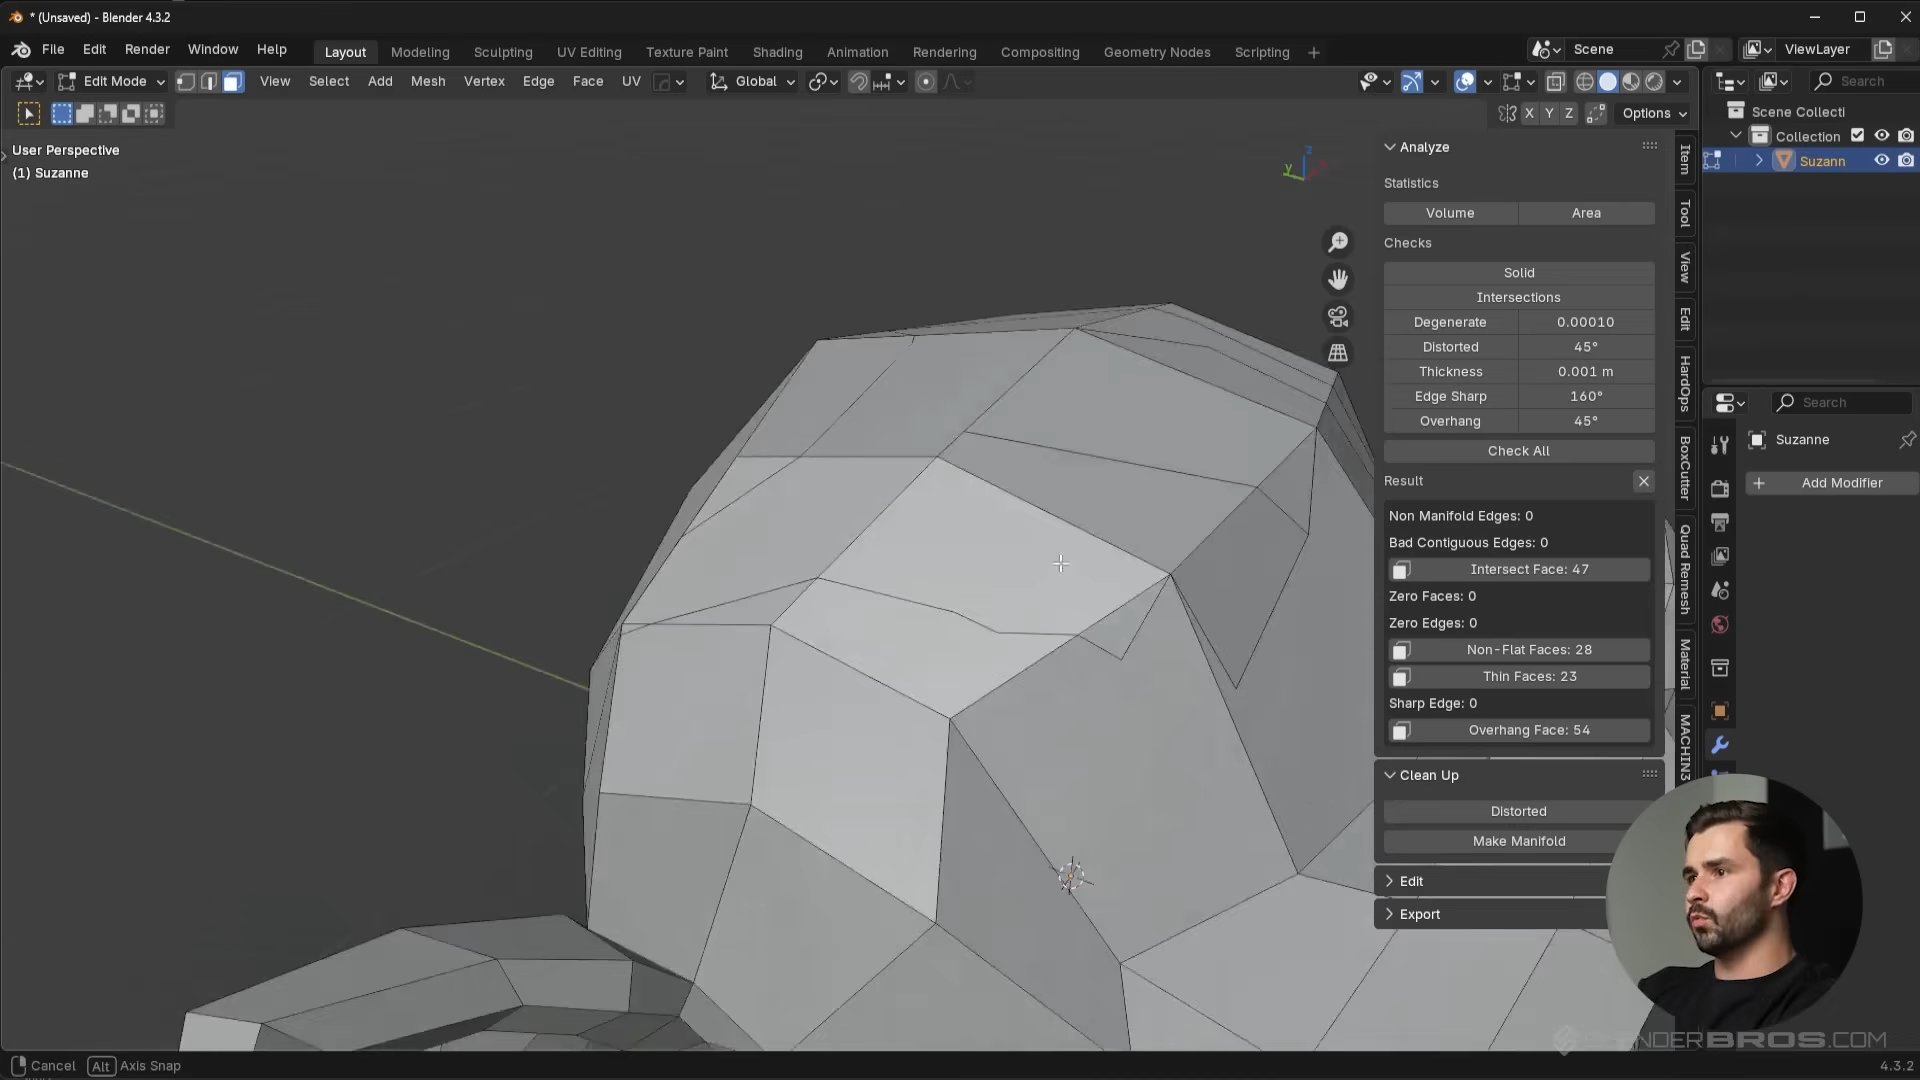 * (Unsaved) - Blender 4.3.2
File Edit Render Window Help
Layout Modeling Sculpting UV Editing Texture Paint Shading Animation Rendering Compositing Geometry Nodes Scripting +
Scene
ViewLayer
Edit Mode
View Select Add Mesh Vertex Edge Face UV
Global
Search
X Y Z
Options
Scene Collecti
Collection
Suzann
User Perspective
(1) Suzanne
Z
Y
Analyze
Statistics
Volume Area
Checks
Solid
Intersections
Degenerate 0.00010
Distorted 45°
Thickness 0.001 m
Edge Sharp 160°
Overhang 45°
Check All
Result
Non Manifold Edges: 0
Bad Contiguous Edges: 0
Intersect Face: 47
Zero Faces: 0
Zero Edges: 0
Non-Flat Faces: 28
Thin Faces: 23
Sharp Edge: 0
Overhang Face: 54
Clean Up
Distorted
Make Manifold
Edit
Export
Item
Tool
View
Edit
HardOps
BoxCutter
Quad Remesh
Material
MACHIN3
Search
Suzanne
+ Add Modifier
BLENDERBROS.COM
Cancel
Alt Axis Snap
4.3.2